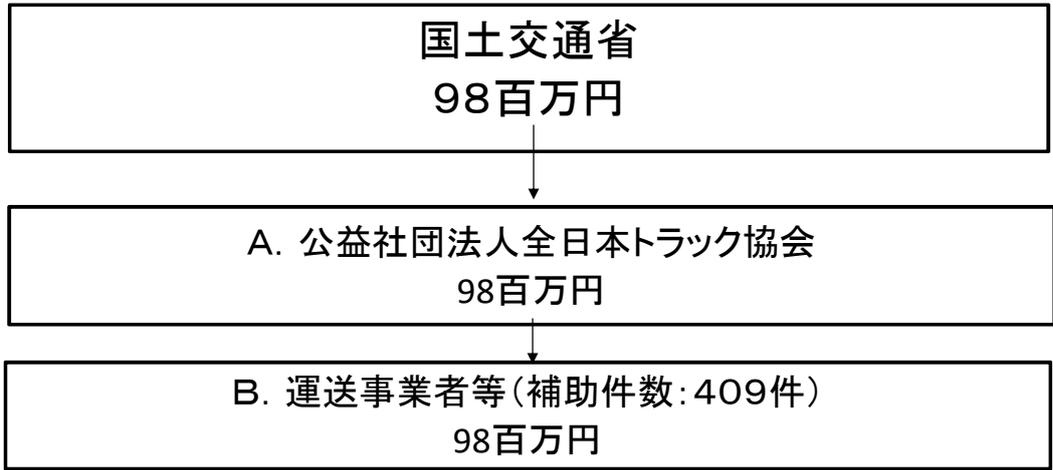 国土交通省
９８百万円
A．公益社団法人全日本トラック協会
98百万円
B．運送事業者等（補助件数：４０９件）
98百万円